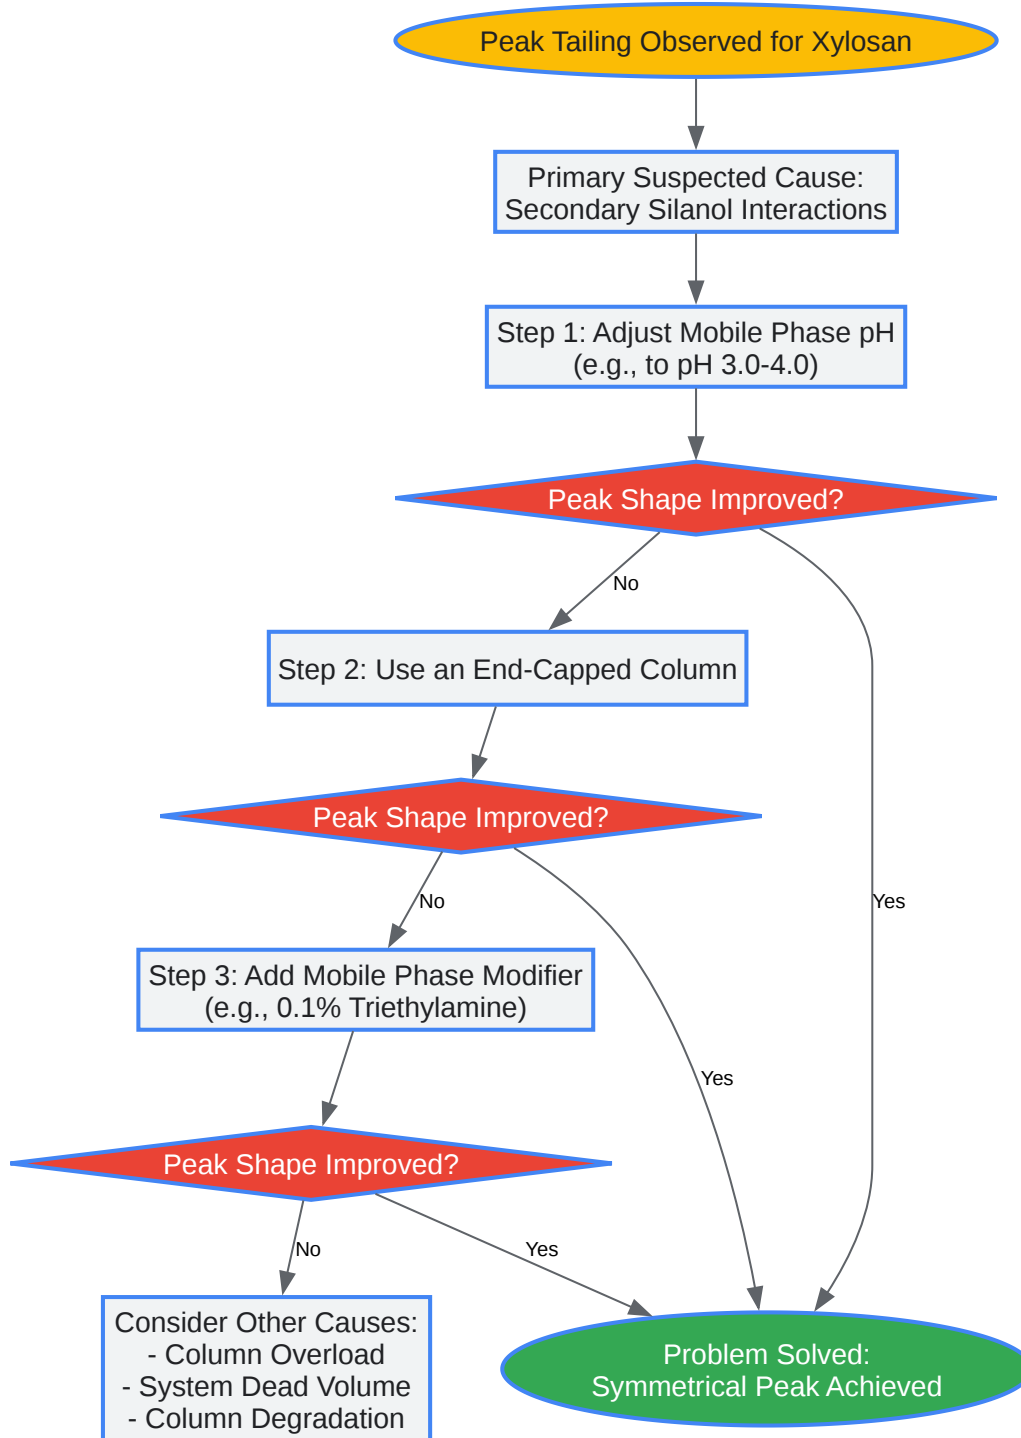 Peak Tailing Observed for Xylosan
Primary Suspected Cause:
Secondary Silanol Interactions
Step 1: Adjust Mobile Phase pH
(e.g., to pH 3.0-4.0)
Peak Shape Improved?
No
Step 2: Use an End-Capped Column
Peak Shape Improved?
No
Yes
Step 3: Add Mobile Phase Modifier
(e.g., 0.1% Triethylamine)
Yes
Peak Shape Improved?
No
Yes
Consider Other Causes:
- Column Overload
- System Dead Volume
- Column Degradation
Problem Solved:
Symmetrical Peak Achieved